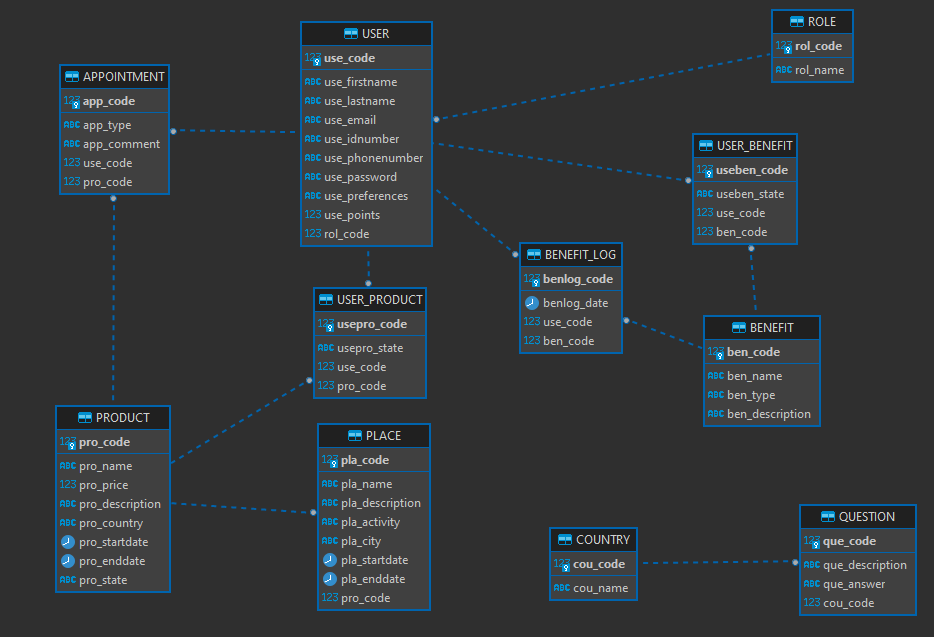 APPOINTMENT
123 app_code
ABC app_type
ABC app_comment
123 use_code
123 pro_code
USER
123 use_code
ABC use_firstname
ABC use_lastname
ABC use_email
ABC use_idnumber
ABC use_phonenumber
ABC use_password
ABC use_preferences
123 use_points
123 rol_code
ROLE
123 rol_code
ABC rol_name
USER_BENEFIT
123 useben_code
ABC useben_state
123 use_code
123 ben_code
BENEFIT_LOG
123 benlog_code
benlog_date
123 use_code
123 ben_code
USER_PRODUCT
123 usepro_code
ABC usepro_state
123 use_code
123 pro_code
BENEFIT
123 ben_code
ABC ben_name
ABC ben_type
ABC ben_description
PRODUCT
123 pro_code
ABC pro_name
123 pro_price
ABC pro_description
ABC pro_country
pro_startdate
pro_enddate
ABC pro_state
PLACE
123 pla_code
ABC pla_name
ABC pla_description
ABC pla_activity
ABC pla_city
pla_startdate
pla_enddate
123 pro_code
COUNTRY
123 cou_code
ABC cou_name
QUESTION
123 que_code
ABC que_description
ABC que_answer
123 cou_code